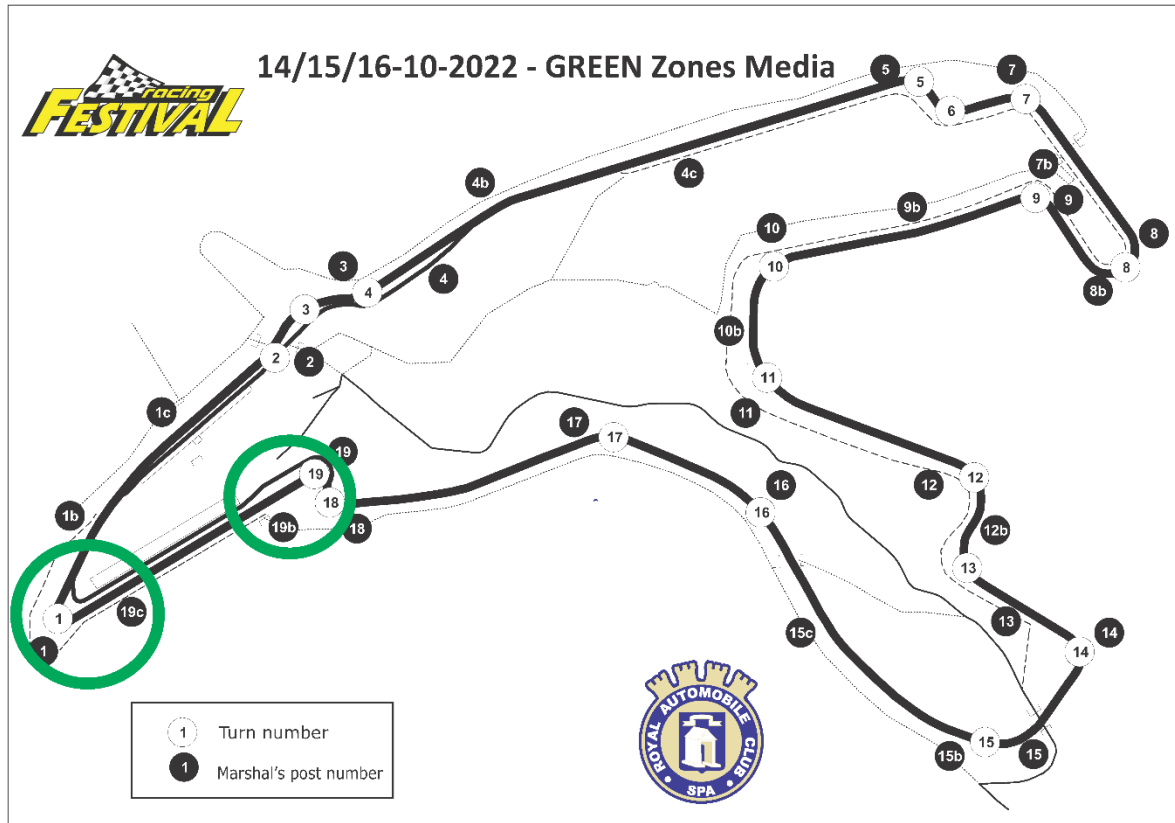 14/15/16-10-2022 - GREEN Zones Media
racing
FESTIVAL
5
5
7
6
7
4b
4c
7b
9
9
9b
10
8
3
10
8
4
4
8b
3
10b
2
2
11
1c
11
17
17
19
19
12
12
16
18
16
1b
19b
18
12b
13
19c
1
13
15c
14
14
1
ROYAL AUTOMOBILE CLUB
SPA
1 Turn number
15
15b
15
1 Marshal's post number